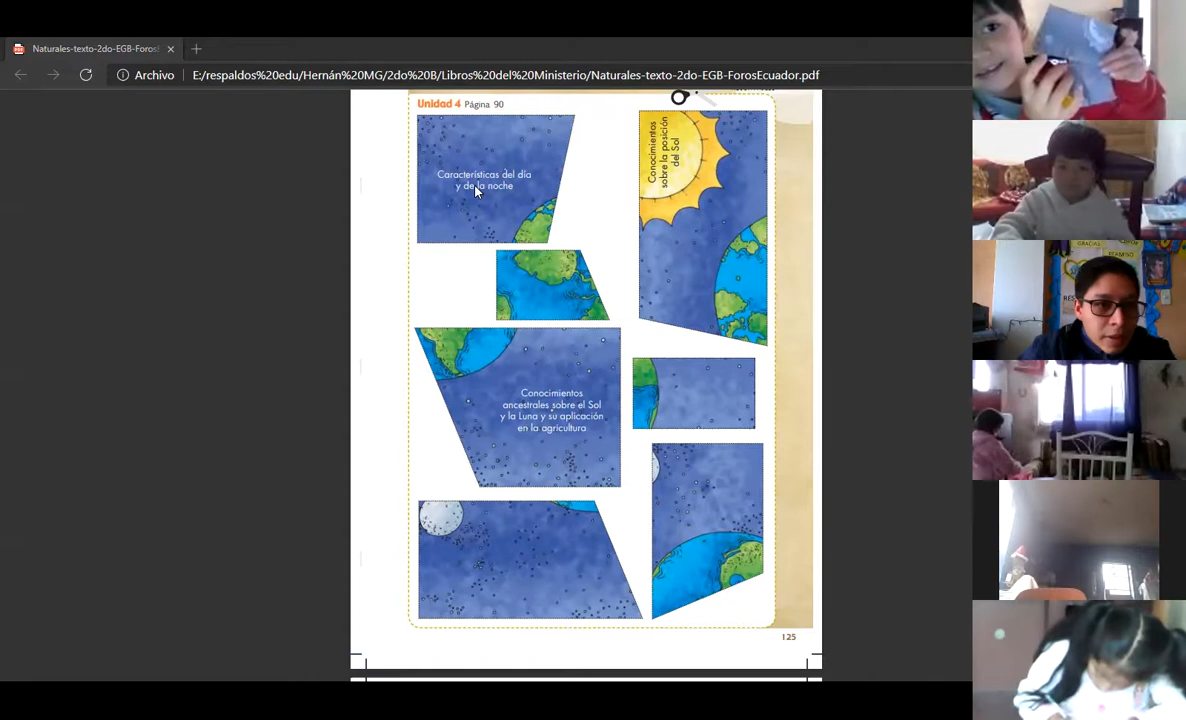 Naturales-texto-2do-EGB-Foros
Archivo
E:/respaldos%20edu/Hernán%20MG/2do%20B/Libros%20del%20Ministerio/Naturales-texto-2do-EGB-ForosEcuador.pdf
Unidad 4 Página 90
Características del día
y de la noche
Conocimientos
sobre la posición
del Sol
Conocimientos
ancestrales sobre el Sol
y la Luna y su aplicación
en la agricultura
125
GRACIAS